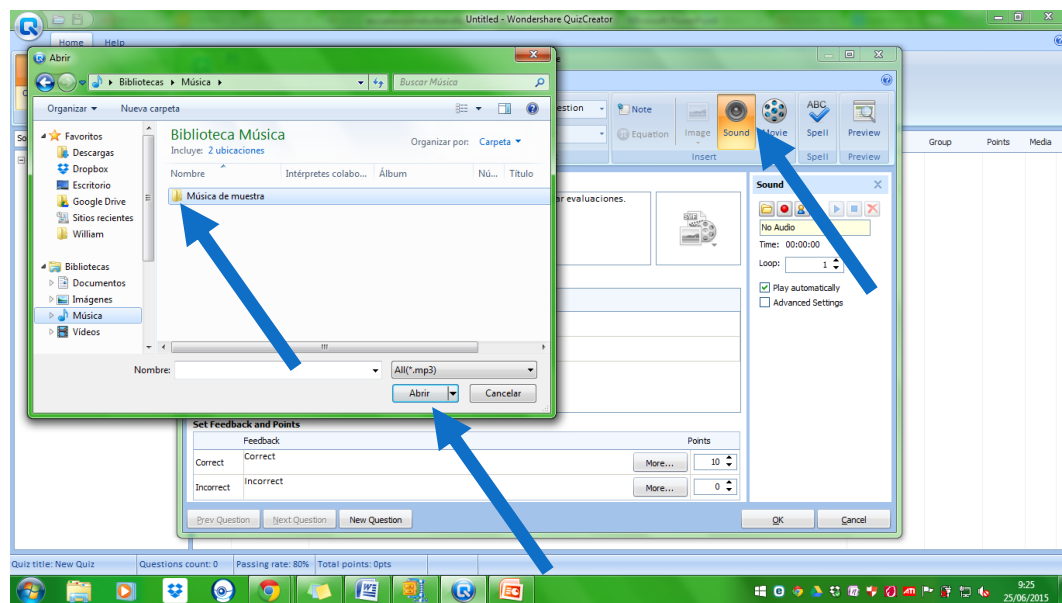 Untitled - Wondershare QuizCreator
Home Help
Abrir
Bibliotecas Música
Buscar Música
Organizar Nueva carpeta
Favoritos
Descargas
Dropbox
Escritorio
Google Drive
Sitios recientes
William
Bibliotecas
Documentos
Imágenes
Música
Vídeos
Biblioteca Música
Incluye: 2 ubicaciones
Organizar por: Carpeta
Nombre Intérpretes colabo... Álbum Nú... Título
Música de muestra
Nombre:
All(*.mp3)
Abrir Cancelar
Note
Equation
Image Sound Movie
Insert
ABC
Spell
Spell
Preview
Preview
Group Points Media
ar evaluaciones.
Sound
No Audio
Time: 00:00:00
Loop: 1
Play automatically
Advanced Settings
Set Feedback and Points
Feedback Points
Correct Correct More... 10
Incorrect Incorrect More... 0
Prev Question Next Question New Question OK Cancel
Quiz title: New Quiz Questions count: 0 Passing rate: 80% Total points: 0pts
9:25
25/06/2015